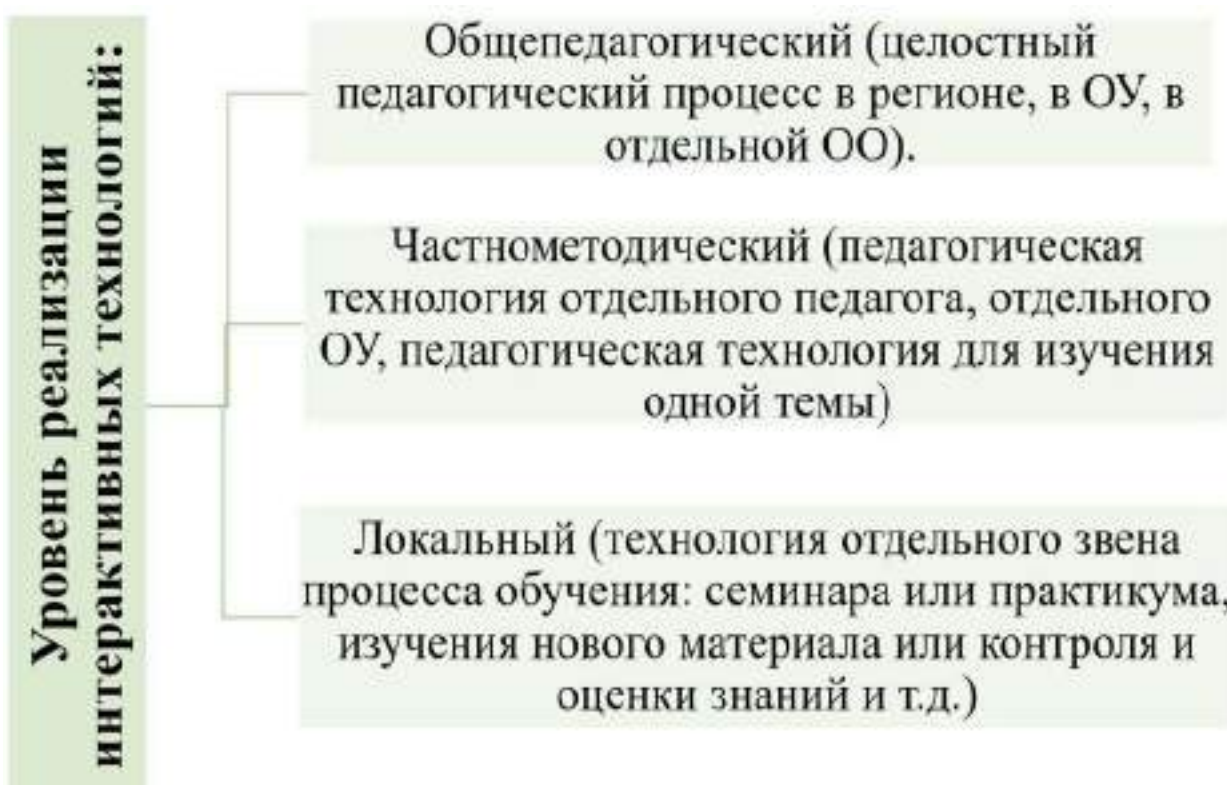 Уровень реализации
интерактивных технологий:
Общепедагогический (целостный
педагогический процесс в регионе, в ОУ, в
отдельной ОО).
Частнометодический (педагогическая
технология отдельного педагога, отдельного
ОУ, педагогическая технология для изучения
одной темы)
Локальный (технология отдельного звена
процесса обучения: семинара или практикума,
изучения нового материала или контроля и
оценки знаний и т.д.)